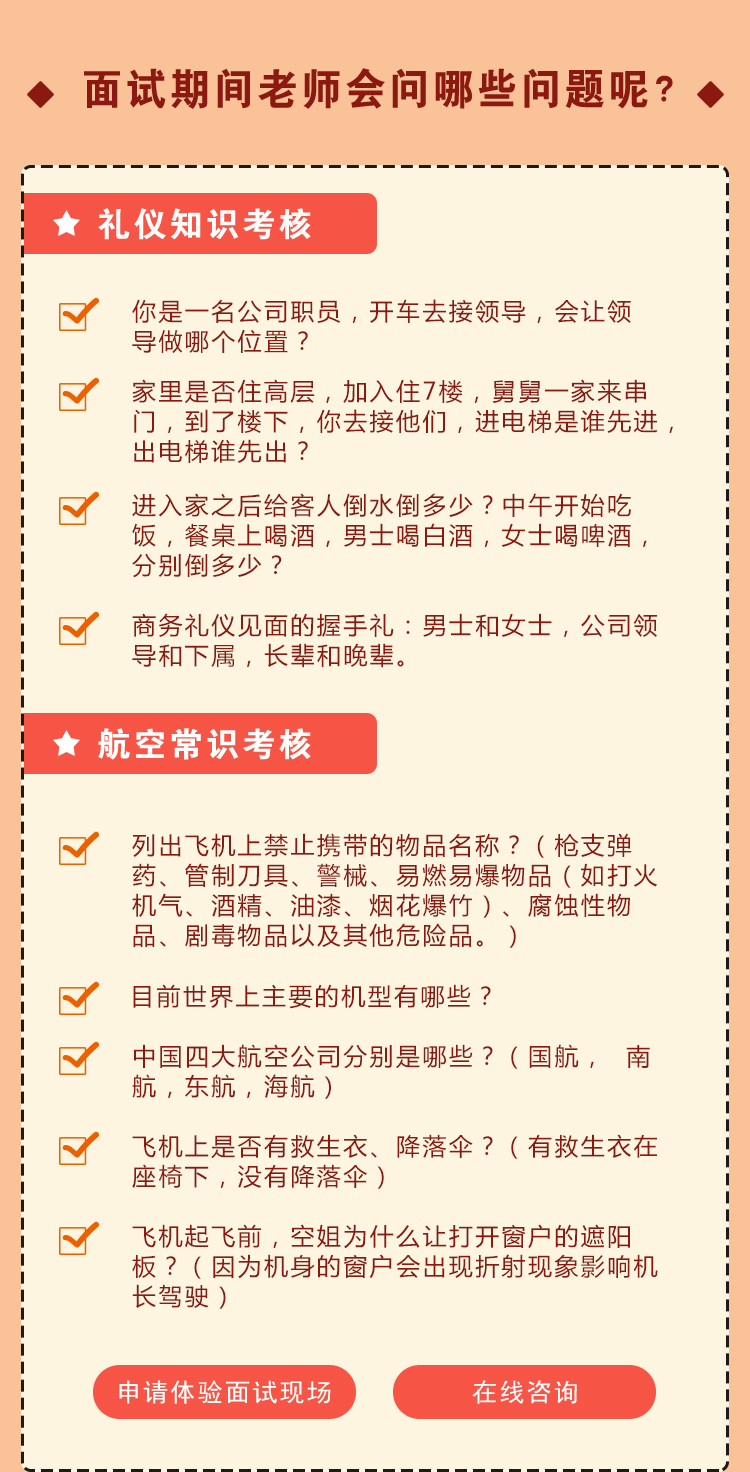 面试期间老师会问哪些问题呢?
礼仪知识考核
你是一名公司职员，开车去接领导，会让领
导做哪个位置？
家里是否住高层，加入住7楼，舅舅一家来串
门，到了楼下，你去接他们，进电梯是谁先进，
出电梯谁先出？
进入家之后给客人倒水倒多少？中午开始吃
饭，餐桌上喝酒，男士喝白酒，女士喝啤酒，
分别倒多少？
商务礼仪见面的握手礼：男士和女士，公司领
导和下属，长辈和晚辈。
航空常识考核
列出飞机上禁止携带的物品名称？（枪支弹
药、管制刀具、警械、易燃易爆物品（如打火
机气、酒精、油漆、烟花爆竹）、腐蚀性物
品、剧毒物品以及其他危险品。）
目前世界上主要的机型有哪些？
中国四大航空公司分别是哪些？（国航， 南
航，东航，海航）
飞机上是否有救生衣、降落伞？（有救生衣在
座椅下，没有降落伞）
飞机起飞前，空姐为什么让打开窗户的遮阳
板？（因为机身的窗户会出现折射现象影响机
长驾驶）
申请体验面试现场
在线咨询